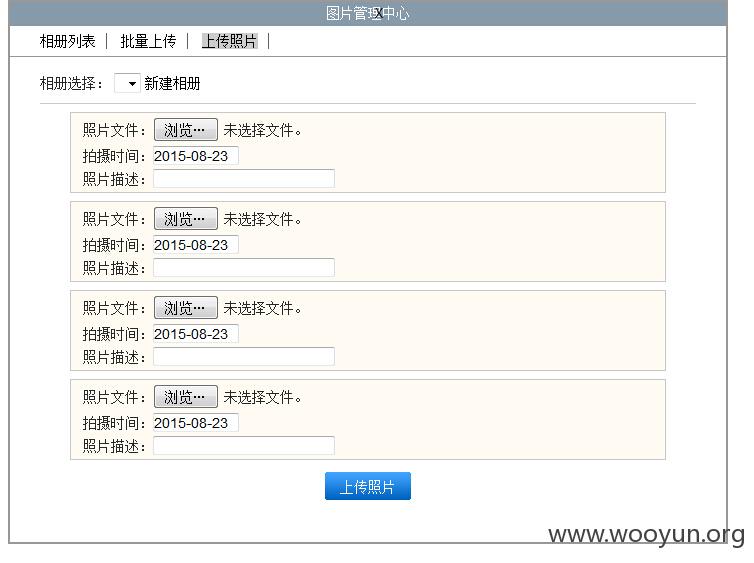 图片管理中心
相册列表 | 批量上传 | 上传照片 |
相册选择： 新建相册
照片文件： 浏览… 未选择文件。
拍摄时间： 2015-08-23
照片描述：
照片文件： 浏览… 未选择文件。
拍摄时间： 2015-08-23
照片描述：
照片文件： 浏览… 未选择文件。
拍摄时间： 2015-08-23
照片描述：
照片文件： 浏览… 未选择文件。
拍摄时间： 2015-08-23
照片描述：
上传照片
www.wooyun.org